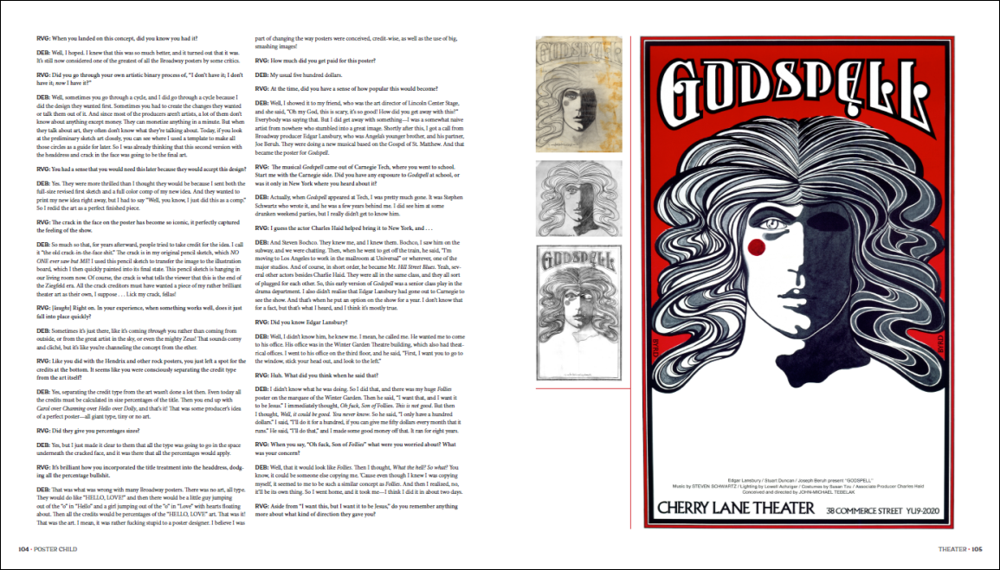 RVG: When you landed on this concept, did you know you had it?
DEB: Well, I hoped. I knew that this was so much better, and it turned out that it was.
It's still now considered one of the greatest of all the Broadway posters by some critics.
RVG: Did you go through your own artistic binary process of, "I don't have it; I don't
have it; now I have it?"
DEB: Well, sometimes you go through a cycle, and I did go through a cycle because I
did the design they wanted first. Sometimes you had to create the changes they wanted
or talk them out of it. And since most of the producers aren't artists, a lot of them don't
know about anything except money. They can monetize anything in a minute. But when
they talk about art, they often don't know what they're talking about. Today, if you look
at the preliminary sketch art closely, you can see where I used a template to make all
those circles as a guide for later. So I was already thinking that this second version with
the headdress and crack in the face was going to be the final art.
RVG: You had a sense that you would need this later because they would accept this design?
DEB: Yes. They were more thrilled than I thought they would be because I sent both the
full-size revised first sketch and a full color comp of my new idea. And they wanted to
print my new idea right away, but I had to say "Well, you know, I just did this as a comp."
So I redid the art as a perfect finished piece.
RVG: The crack in the face on the poster has become so iconic, it perfectly captured
the feeling of the show.
DEB: So much so that, for years afterward, people tried to take credit for the idea. I call
it "the old crack-in-the-face shit." The crack is in my original pencil sketch, which NO
ONE ever saw but ME! I used this pencil sketch to transfer the image to the illustration
board, which I then quickly painted into its final state. This pencil sketch is hanging in
our living room now. Of course, the crack is what tells the viewer that this is the end of
the Ziegfeld era. All the crack creditors must have wanted a piece of my rather brilliant
theater art as their own, I suppose . . . Lick my crack, fellas!
RVG: [laughs] Right on. In your experience, when something works well, does it just
fall into place quickly?
DEB: Sometimes it's just there, like it's coming through you rather than coming from
outside, or from the great artist in the sky, or even the mighty Zeus! That sounds corny
and cliché, but it's like you're channeling the concept from the ether.
RVG: Like you did with the Hendrix and other rock posters, you just left a spot for the
credits at the bottom. It seems like you were consciously separating the credit type
from the art itself?
DEB: Yes, separating the credit type from the art wasn't done a lot then. Even today all
the credits must be calculated in size percentages of the title. Then you end up with
Carol over Channing over Hello over Dolly, and that's it! That was some producer's idea
of a perfect poster—all giant type, tiny or no art.
RVG: Did they give you percentages sizes?
DEB: Yes, but I just made it clear to them that all the type was going to go in the space
underneath the cracked face, and it was there that all the percentages would apply.
RVG: It's brilliant how you incorporated the title treatment into the headdress, dodg-
ing all the percentage bullshit.
DEB: That was what was wrong with many Broadway posters. There was no art, all type.
They would do like "HELLO, LOVE!" and then there would be a little guy jumping
out of the "o" in "Hello" and a girl jumping out of the "o" in "Love" with hearts floating
about. Then all the credits would be percentages of the "HELLO, LOVE" art. That was it!
That was the art. I mean, it was rather fucking stupid to a poster designer. I believe I was
part of changing the way posters were conceived, credit-wise, as well as the use of big,
smashing images!
RVG: How much did you get paid for this poster?
DEB: My usual five hundred dollars.
RVG: At the time, did you have a sense of how popular this would become?
DEB: Well, I showed it to my friend, who was the art director of Lincoln Center Stage,
and she said, "Oh my God, this is scary, it's so good! How did you get away with this?"
Everybody was saying that. But I did get away with something—I was a somewhat naive
artist from nowhere who stumbled into a great image. Shortly after this, I got a call from
Broadway producer Edgar Lansbury, who was Angela's younger brother, and his partner,
Joe Beruh. They were doing a new musical based on the Gospel of St. Matthew. And that
became the poster for Godspell.
RVG: The musical Godspell came out of Carnegie Tech, where you went to school.
Start me with the Carnegie side. Did you have any exposure to Godspell at school, or
was it only in New York where you heard about it?
DEB: Actually, when Godspell appeared at Tech, I was pretty much gone. It was Stephen
Schwartz who wrote it, and he was a few years behind me. I did see him at some
drunken weekend parties, but I really didn't get to know him.
RVG: I guess the actor Charles Haid helped bring it to New York, and . . .
DEB: And Steven Bochco. They knew me, and I knew them. Bochco, I saw him on the
subway, and we were chatting. Then, when we went to get off the train, he said, "I'm
moving to Los Angeles to work in the mailroom at Universal" or wherever, one of the
major studios. And of course, in short order, he became Mr. Hill Street Blues. Yeah, sev-
eral other actors besides Charlie Haid. They were all in the same class, and they all sort
of plugged for each other. So, this early version of Godspell was a senior class play in the
drama department. I also didn't realize that Edgar Lansbury had gone out to Carnegie to
see the show. And that's when he put an option on the show for a year. I don't know that
for a fact, but that's what I heard, and I think it's mostly true.
RVG: Did you know Edgar Lansbury?
DEB: Well, I didn't know him, he knew me. I mean, he called me. He wanted me to come
to his office. His office was in the Winter Garden Theatre building, which also had theat-
rical offices. I went to his office on the third floor, and he said, "First, I want you to go to
the window, stick your head out, and look to the left."
RVG: Huh. What did you think when he said that?
DEB: I didn't know what he was doing. So I did that, and there was my huge Follies
poster on the marquee of the Winter Garden. Then he said, "I want that, and I want it
to be Jesus." I immediately thought, Oh fuck, Son of Follies. This is not good. But then
I thought, Well, it could be good. You never know. So he said, "I only have a hundred
dollars." I said, "I'll do it for a hundred, if you can give me fifty dollars every month that it
runs." He said, "I'll do that," and I made some good money off that. It ran for eight years.
RVG: When you say, "Oh fuck, Son of Follies" what were you worried about? What
was your concern?
DEB: Well, that it would look like Follies. Then I thought, What the hell? So what? You
know, it could be someone else copying me. 'Cause even though I knew I was copying
myself, it seemed to me to be such a similar concept as Follies. And then I realized, no,
it'll be its own thing. So I went home, and it took me—I think I did it in about two days.
RVG: Aside from "I want this, but I want it to be Jesus," do you remember anything
more about what kind of direction they gave you?
104 • POSTER CHILD
GODSPELL
GODSPELL
GODSPELL
BYRD
Edgar Lansbury / Stuart Duncan / Joseph Beruh present "GODSPELL"
Music by STEVEN SCHWARTZ / Lighting by Lowell Achziger / Costumes by Susan Tsu / Associate Producer Charles Haid
Conceived and directed by JOHN-MICHAEL TEBELAK
CHERRY LANE THEATER 38 COMMERCE STREET YU9-2020
THEATER • 105